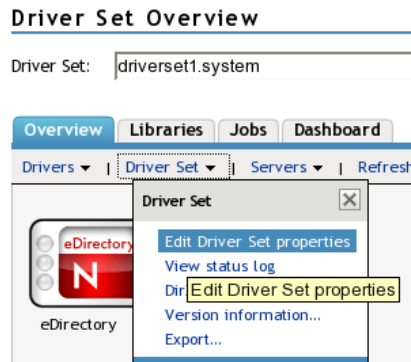 Driver Set Overview
Driver Set: driverset1.system
Overview Libraries Jobs Dashboard
Drivers | Driver Set | Servers | Refresh
Driver Set
Edit Driver Set properties
View status log
Edit Driver Set properties
Version information...
Export...
eDirectory
N
eDirectory